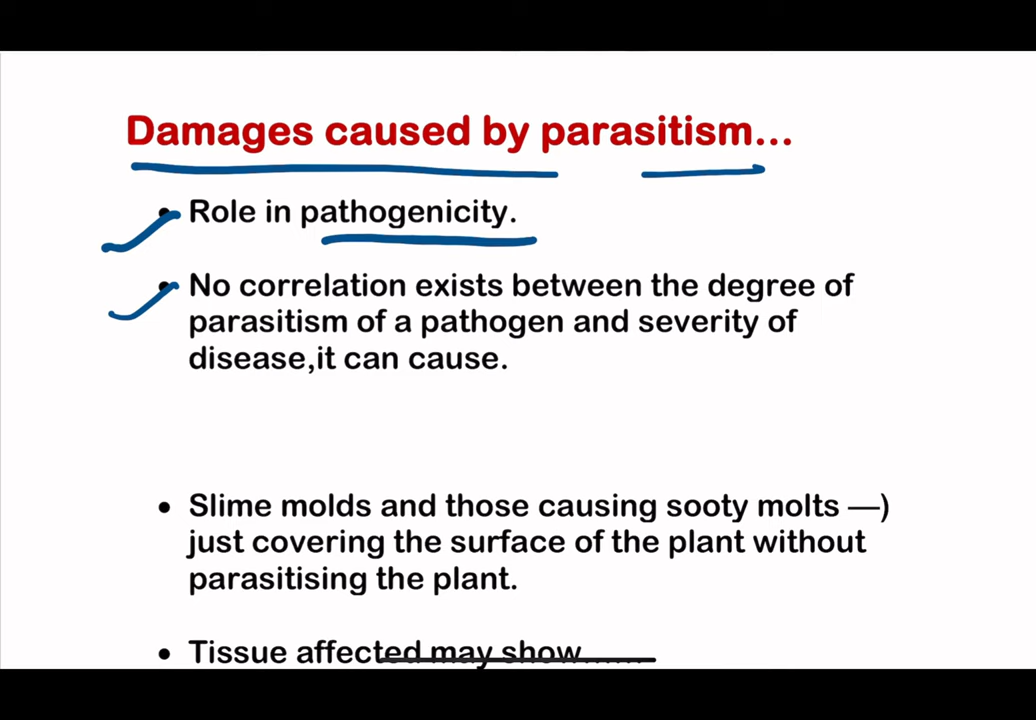 Damages caused by parasitism...
• Role in pathogenicity.
• No correlation exists between the degree of
parasitism of a pathogen and severity of
disease,it can cause.
• Slime molds and those causing sooty molts —)
just covering the surface of the plant without
parasitising the plant.
• Tissue affected may show......